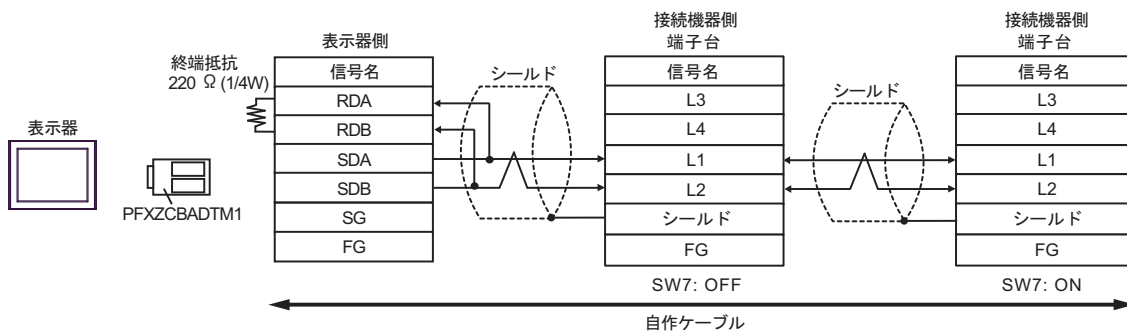 表示器
PFXZCBADTM1
終端抵抗
220 Ω (1/4W)
表示器側
信号名
RDA
RDB
SDA
SDB
SG
FG
シールド
接続機器側
端子台
信号名
L3
L4
L1
L2
シールド
FG
SW7: OFF
シールド
接続機器側
端子台
信号名
L3
L4
L1
L2
シールド
FG
SW7: ON
自作ケーブル